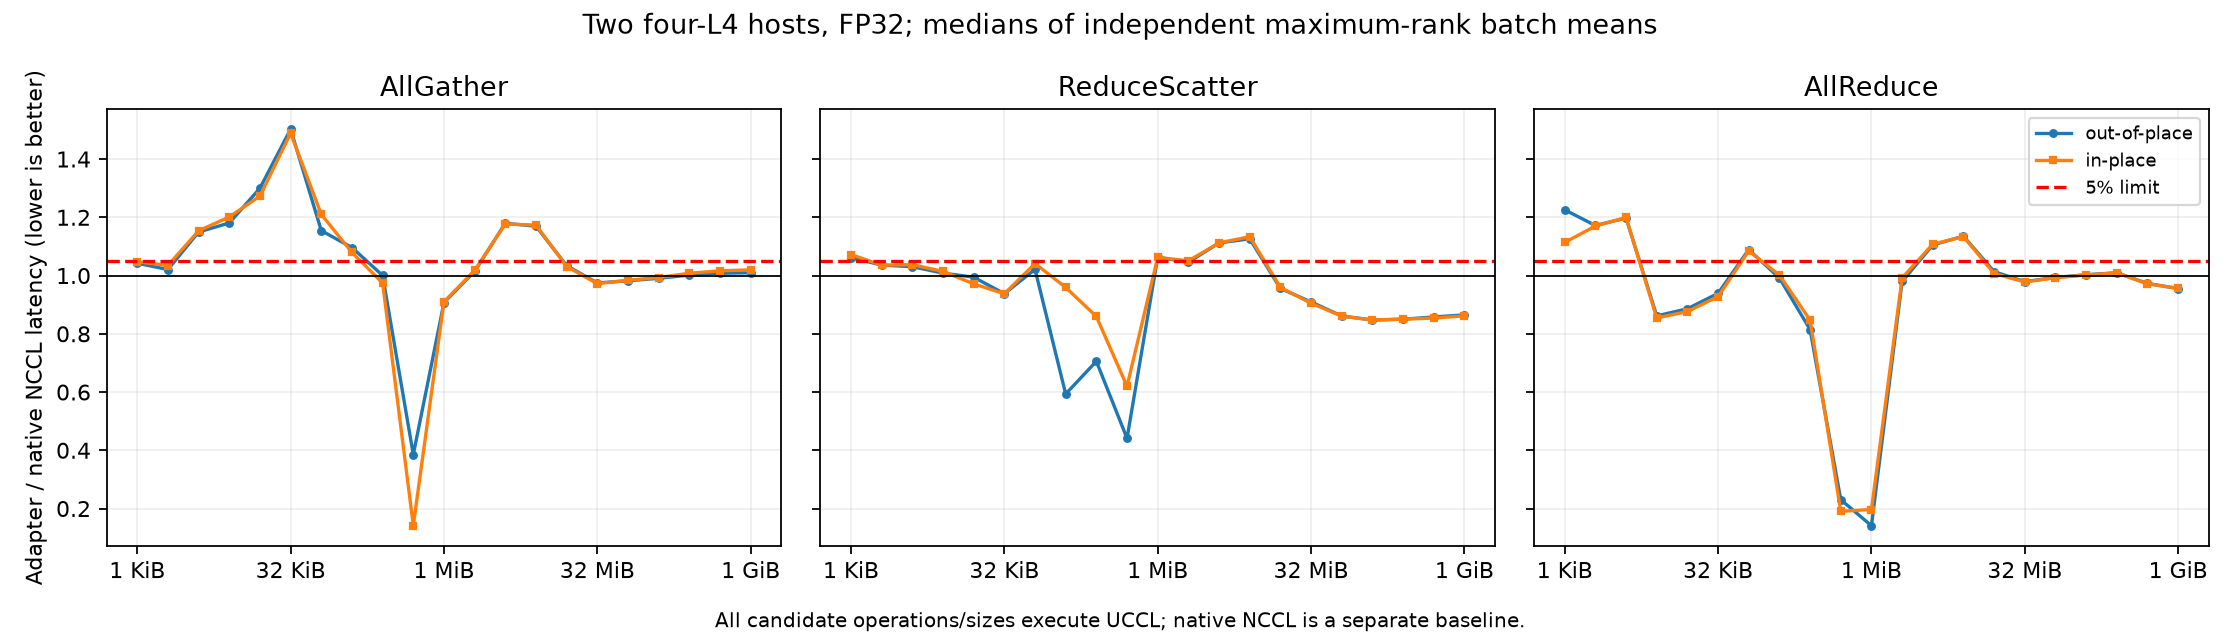 Two four-L4 hosts, FP32; medians of independent maximum-rank batch means
Adapter / native NCCL latency (lower is better)
AllGather
1.4
1.2
1.0
0.8
0.6
0.4
0.2
1 KiB
32 KiB
1 MiB
32 MiB
1 GiB
ReduceScatter
1 KiB
32 KiB
1 MiB
32 MiB
1 GiB
AllReduce
out-of-place
in-place
5% limit
1 KiB
32 KiB
1 MiB
32 MiB
1 GiB
All candidate operations/sizes execute UCCL; native NCCL is a separate baseline.